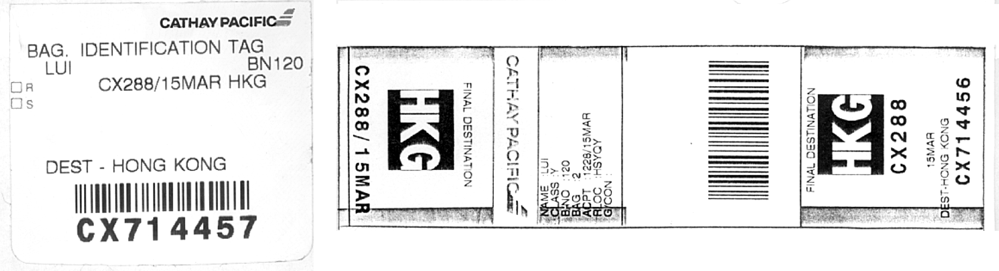 CATHAY PACIFIC
BAG. IDENTIFICATION TAG
LUI BN120
R CX288/15MAR HKG
S
DEST - HONG KONG
CX714457
CX288/15MAR
HKG
FINAL DESTINATION
CATHAY PACIFIC
NAME :LUI
CLASS :Y
B-NO :120
BAG :2
ACPT :1228/15MAR
RLOC :HSYQY
G/CON :
FINAL DESTINATION
HKG
CX288
15MAR
DEST-HONG KONG
CX714456